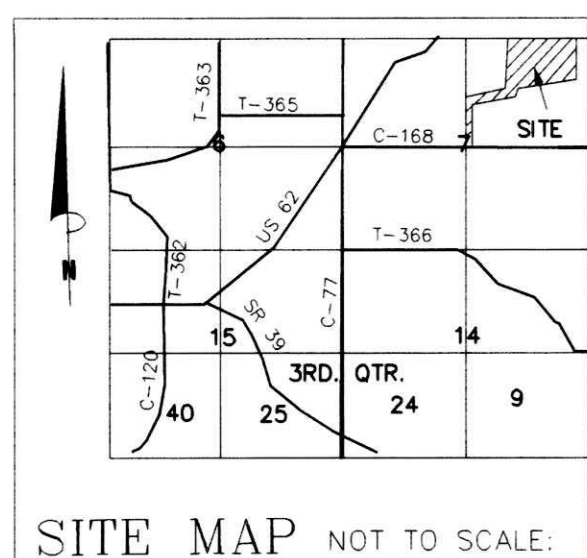 T-363
T-365
6
C-168
7
SITE
US 62
T-366
N
T-362
C-77
SR 39
15
14
3RD. QTR.
C-120
40
25
24
9
SITE MAP NOT TO SCALE: